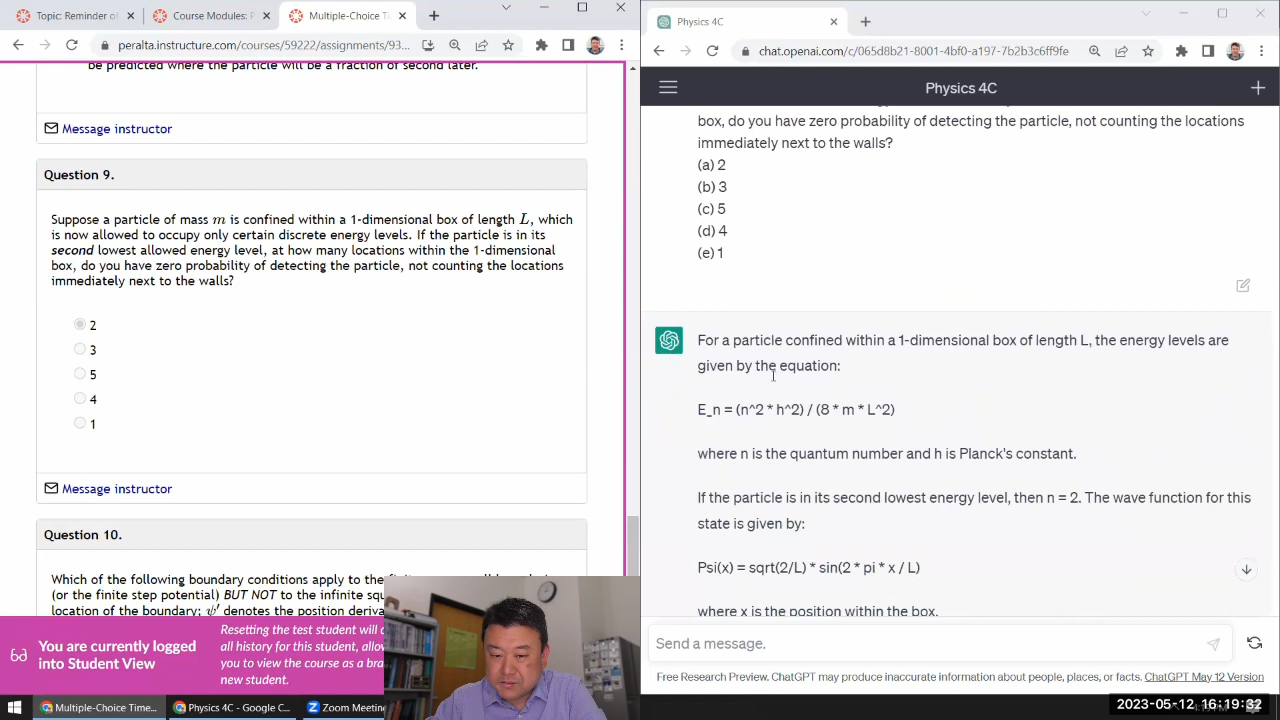 Topic: Reminder of
Course Modules: P
Multiple-Choice T
peralta.instructure.com/courses/59222/assignments/93...
be predicted where the particle will be a fraction of second later.
Message instructor
Question 9.
Suppose a particle of mass m is confined within a 1-dimensional box of length L, which
is now allowed to occupy only certain discrete energy levels. If the particle is in its
second lowest allowed energy level, at how many locations within the 1-dimensional
box, do you have zero probability of detecting the particle, not counting the locations
immediately next to the walls?
2
3
5
4
1
Message instructor
Question 10.
Which of the following boundary conditions apply to the
(or the finite step potential) BUT NOT to the infinite squ
location of the boundary; ψ′ denotes the position deriva
You are currently logged
into Student View
Resetting the test student will c
all history for this student, allow
you to view the course as a bra
new student.
Physics 4C
chat.openai.com/c/065d8b21-8001-4bf0-a197-7b2b3c6ff9fe
Physics 4C
box, do you have zero probability of detecting the particle, not counting the locations
immediately next to the walls?
(a) 2
(b) 3
(c) 5
(d) 4
(e) 1
For a particle confined within a 1-dimensional box of length L, the energy levels are
given by the equation:
E_n = (n^2 * h^2) / (8 * m * L^2)
where n is the quantum number and h is Planck's constant.
If the particle is in its second lowest energy level, then n = 2. The wave function for this
state is given by:
Psi(x) = sqrt(2/L) * sin(2 * pi * x / L)
where x is the position within the box.
Send a message.
Free Research Preview. ChatGPT may produce inaccurate information about people, places, or facts. ChatGPT May 12 Version
Multiple-Choice Time...
Physics 4C - Google C...
Zoom Meeting
2023-05-12 16:19:32